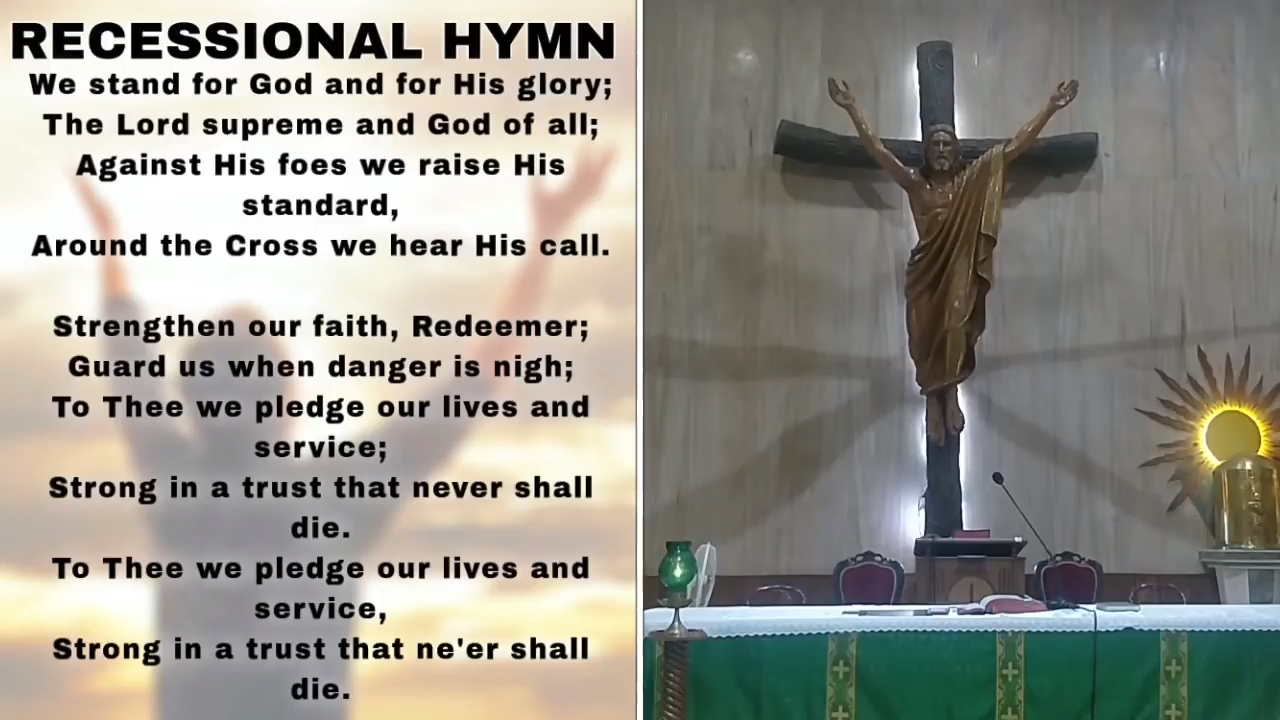 RECESSIONAL HYMN
We stand for God and for His glory;
The Lord supreme and God of all;
Against His foes we raise His
standard,
Around the Cross we hear His call.
Strengthen our faith, Redeemer;
Guard us when danger is nigh;
To Thee we pledge our lives and
service;
Strong in a trust that never shall
die.
To Thee we pledge our lives and
service,
Strong in a trust that ne'er shall
die.